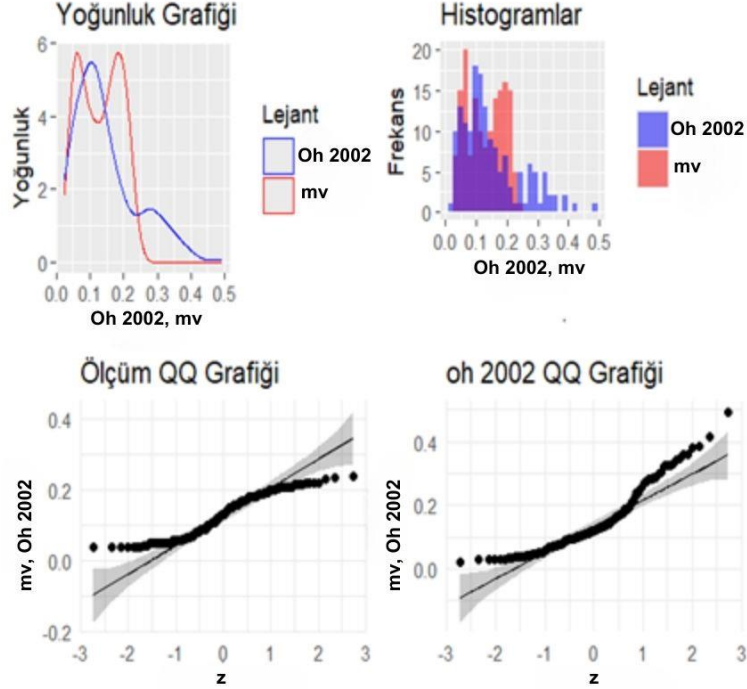 Yoğunluk Grafiği
6
4
2
0
Yoğunluk
0.0 0.1 0.2 0.3 0.4 0.5
Oh 2002, mv
Lejant
Oh 2002
mv
Histogramlar
20
15
10
5
0
Frekans
0.0 0.1 0.2 0.3 0.4 0.5
Oh 2002, mv
Lejant
Oh 2002
mv
Ölçüm QQ Grafiği
0.4
0.2
0.0
-0.2
mv, Oh 2002
-3 -2 -1 0 1 2 3
z
oh 2002 QQ Grafiği
0.4
0.2
0.0
mv, Oh 2002
-3 -2 -1 0 1 2 3
z